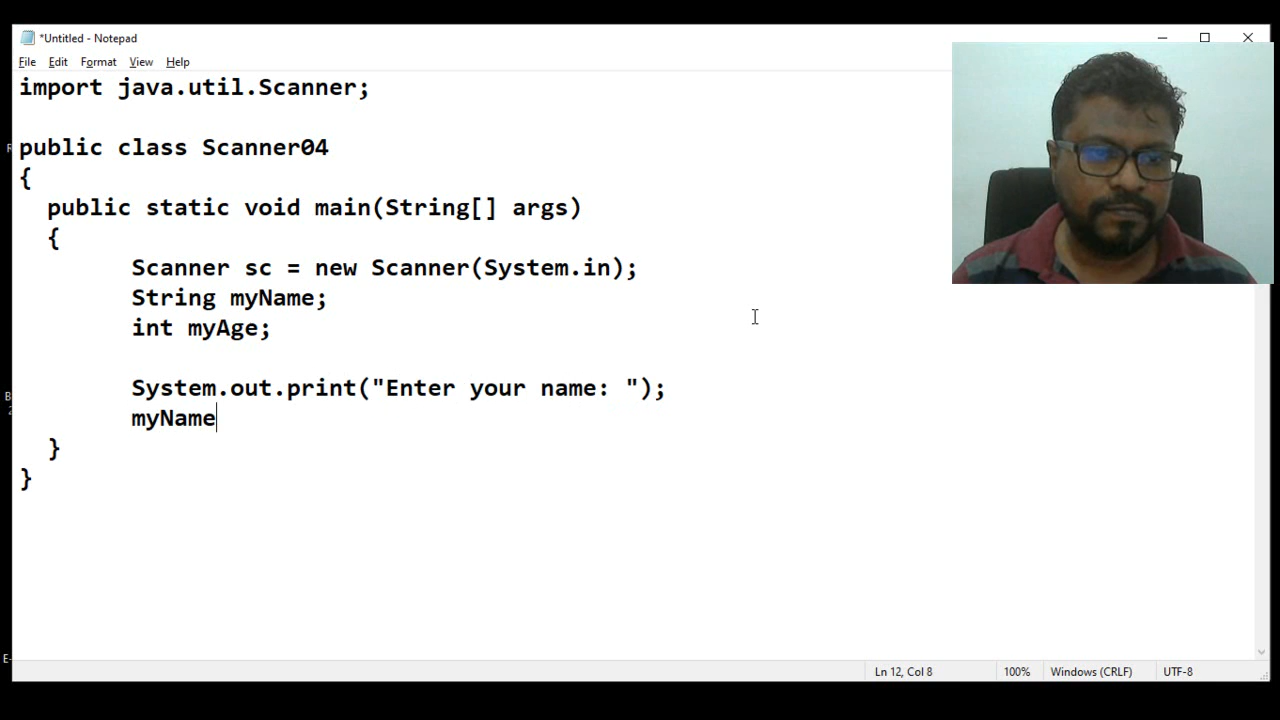 *Untitled - Notepad
File Edit Format View Help
import java.util.Scanner;
public class Scanner04
{
public static void main(String[] args)
{
Scanner sc = new Scanner(System.in);
String myName;
int myAge;
System.out.print("Enter your name: ");
myName
}
}
Ln 12, Col 8 100% Windows (CRLF) UTF-8